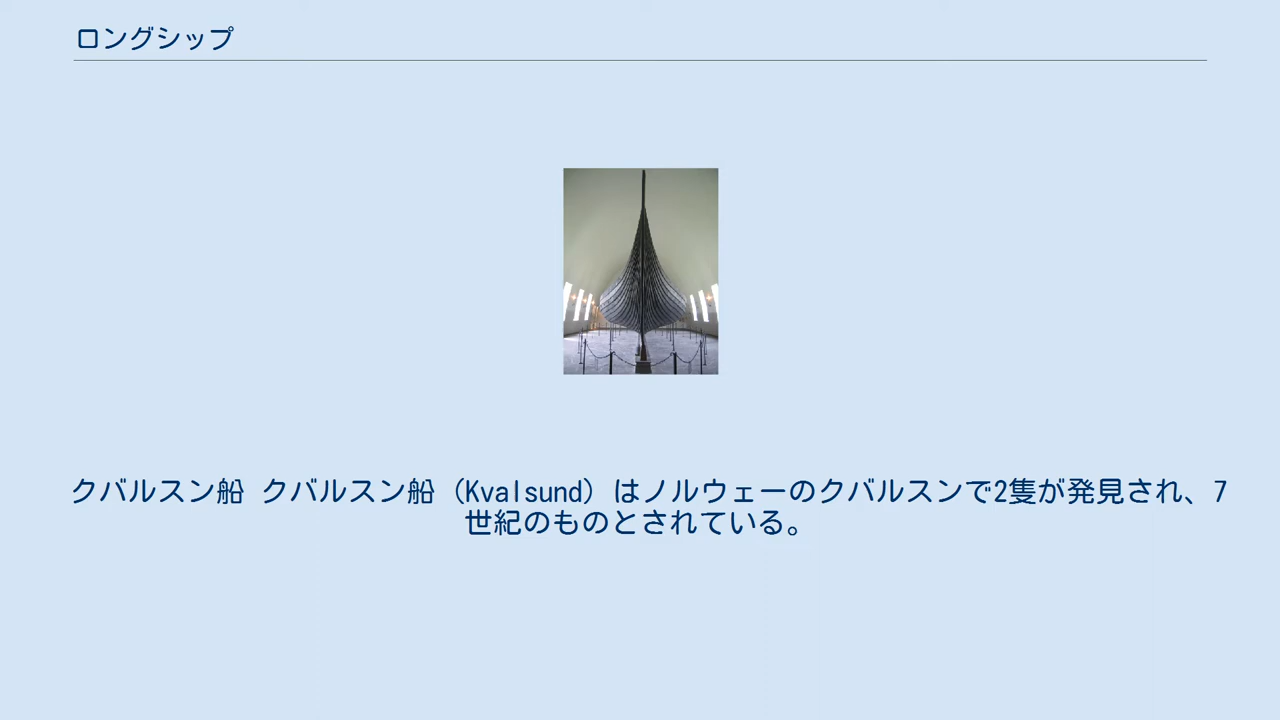 ロングシップ
クバルスン船 クバルスン船（Kvalsund）はノルウェーのクバルスンで2隻が発見され、7
世紀のものとされている。